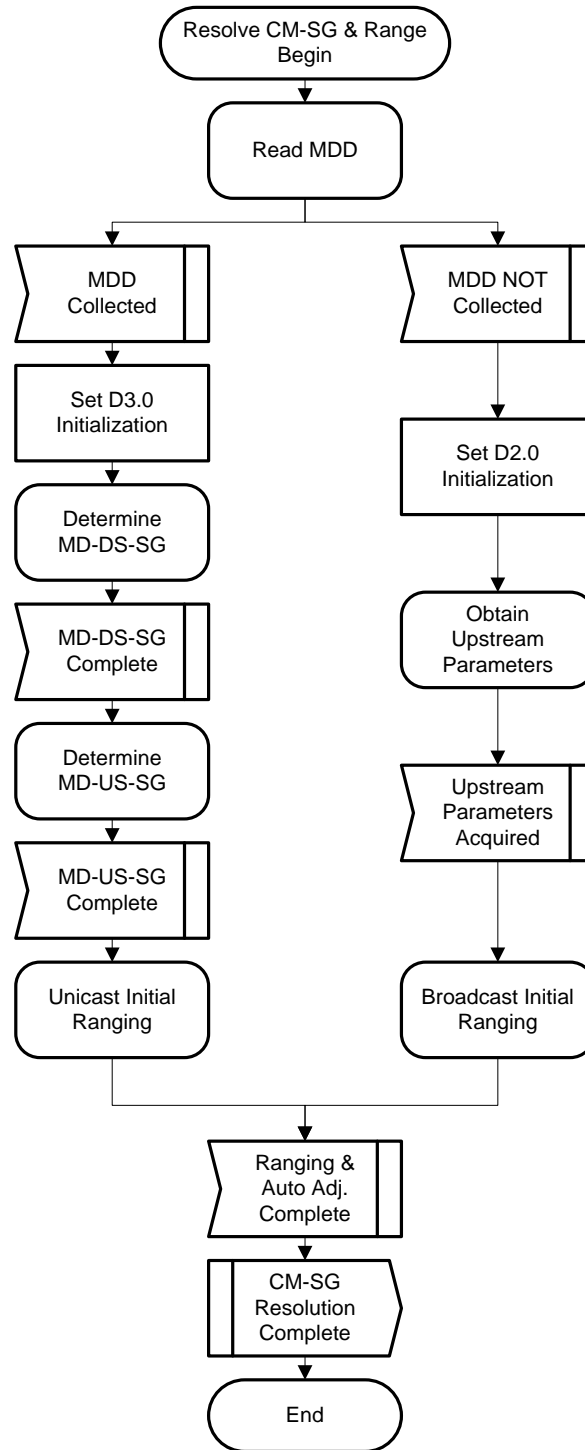 Resolve CM-SG & Range
Begin
Read MDD
MDD
Collected
MDD NOT
Collected
Set D3.0
Initialization
Set D2.0
Initialization
Determine
MD-DS-SG
MD-DS-SG
Complete
Obtain
Upstream
Parameters
Determine
MD-US-SG
Upstream
Parameters
Acquired
MD-US-SG
Complete
Unicast Initial
Ranging
Broadcast Initial
Ranging
Ranging &
Auto Adj.
Complete
CM-SG
Resolution
Complete
End